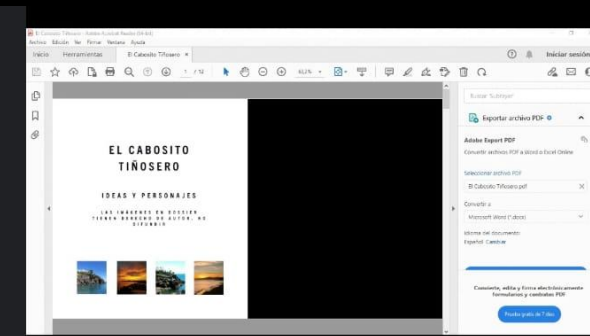 El Cabosito Tiñosero - Adobe Acrobat Reader (64-bit)
Archivo Edición Ver Firmar Ventana Ayuda
Inicio Herramientas El Cabosito Tiñosero × Iniciar sesión
1 / 12 63,2%
EL CABOSITO
TIÑOSERO
IDEAS Y PERSONAJES
LAS IMÁGENES EN DOSSIER
TIENEN DERECHO DE AUTOR. NO
DIFUNDIR
Exportar archivo PDF
Adobe Export PDF
Convertir archivos PDF a Word o Excel Online
Seleccionar archivo PDF
El Cabosito Tiñosero.pdf
Convertir a
Microsoft Word (*.docx)
Idioma del documento:
Español Cambiar
Convierte, edita y firma electrónicamente
formularios y contratos PDF
Prueba gratis de 7 días